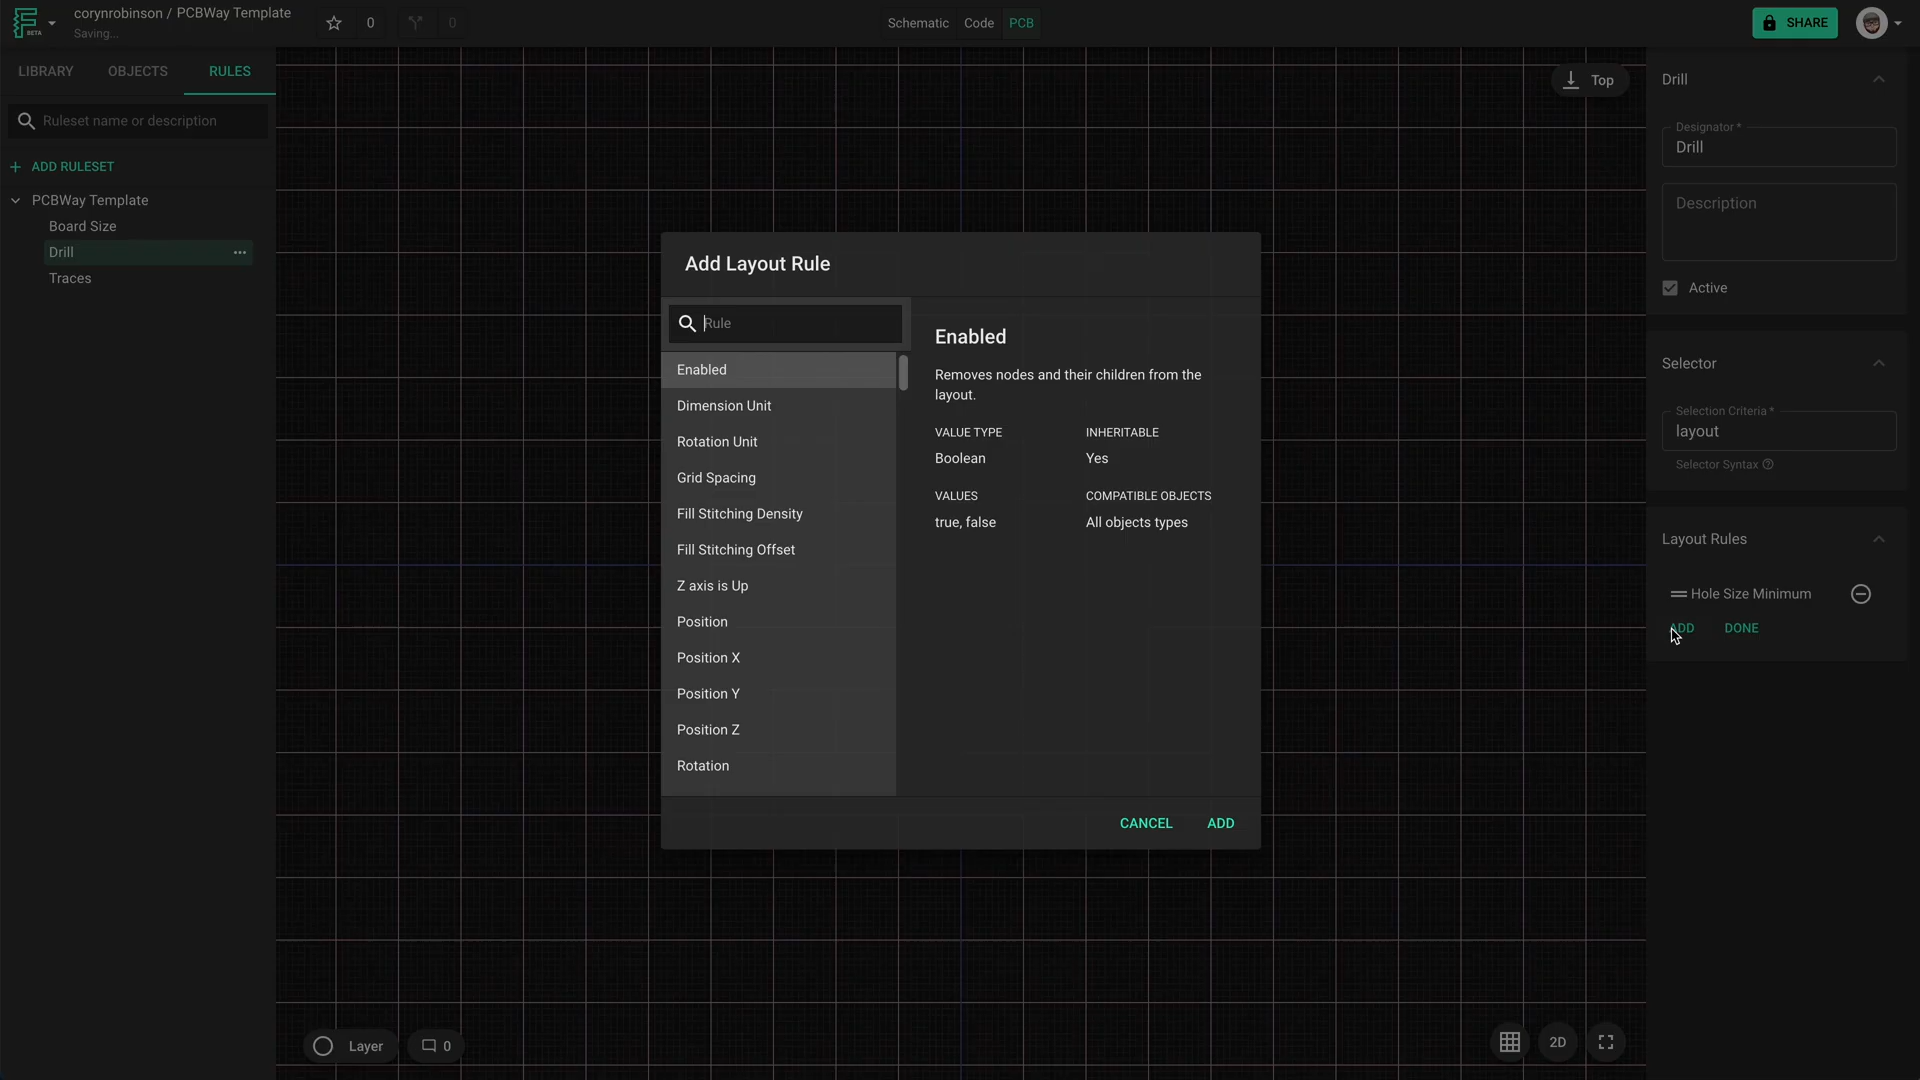 BETA
corynrobinson / PCBWay Template
Saving...
0
0
Schematic
Code
PCB
SHARE
LIBRARY
OBJECTS
RULES
Ruleset name or description
+ ADD RULESET
PCBWay Template
Board Size
Drill
...
Traces
Top
Add Layout Rule
Rule
Enabled
Dimension Unit
Rotation Unit
Grid Spacing
Fill Stitching Density
Fill Stitching Offset
Z axis is Up
Position
Position X
Position Y
Position Z
Rotation
Enabled
Removes nodes and their children from the
layout.
VALUE TYPE
INHERITABLE
Boolean
Yes
VALUES
COMPATIBLE OBJECTS
true, false
All objects types
CANCEL
ADD
Drill
Designator *
Drill
Description
Active
Selector
Selection Criteria *
layout
Selector Syntax
Layout Rules
Hole Size Minimum
ADD
DONE
Layer
0
2D